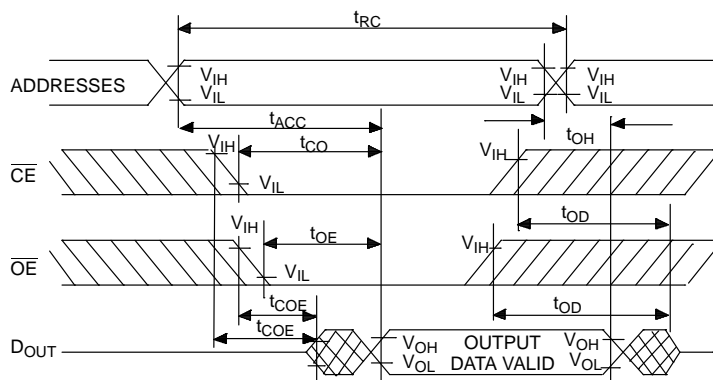 tRC
ADDRESSES VIH VIH VIH
VIL VIL VIL
tACC
tCO tOH
VIH VIH
CE
VIL
tOD
VIH
tOE VIH
OE VIL
tCOE tOD
tCOE
DOUT VOH OUTPUT VOH
VOL DATA VALID VOL